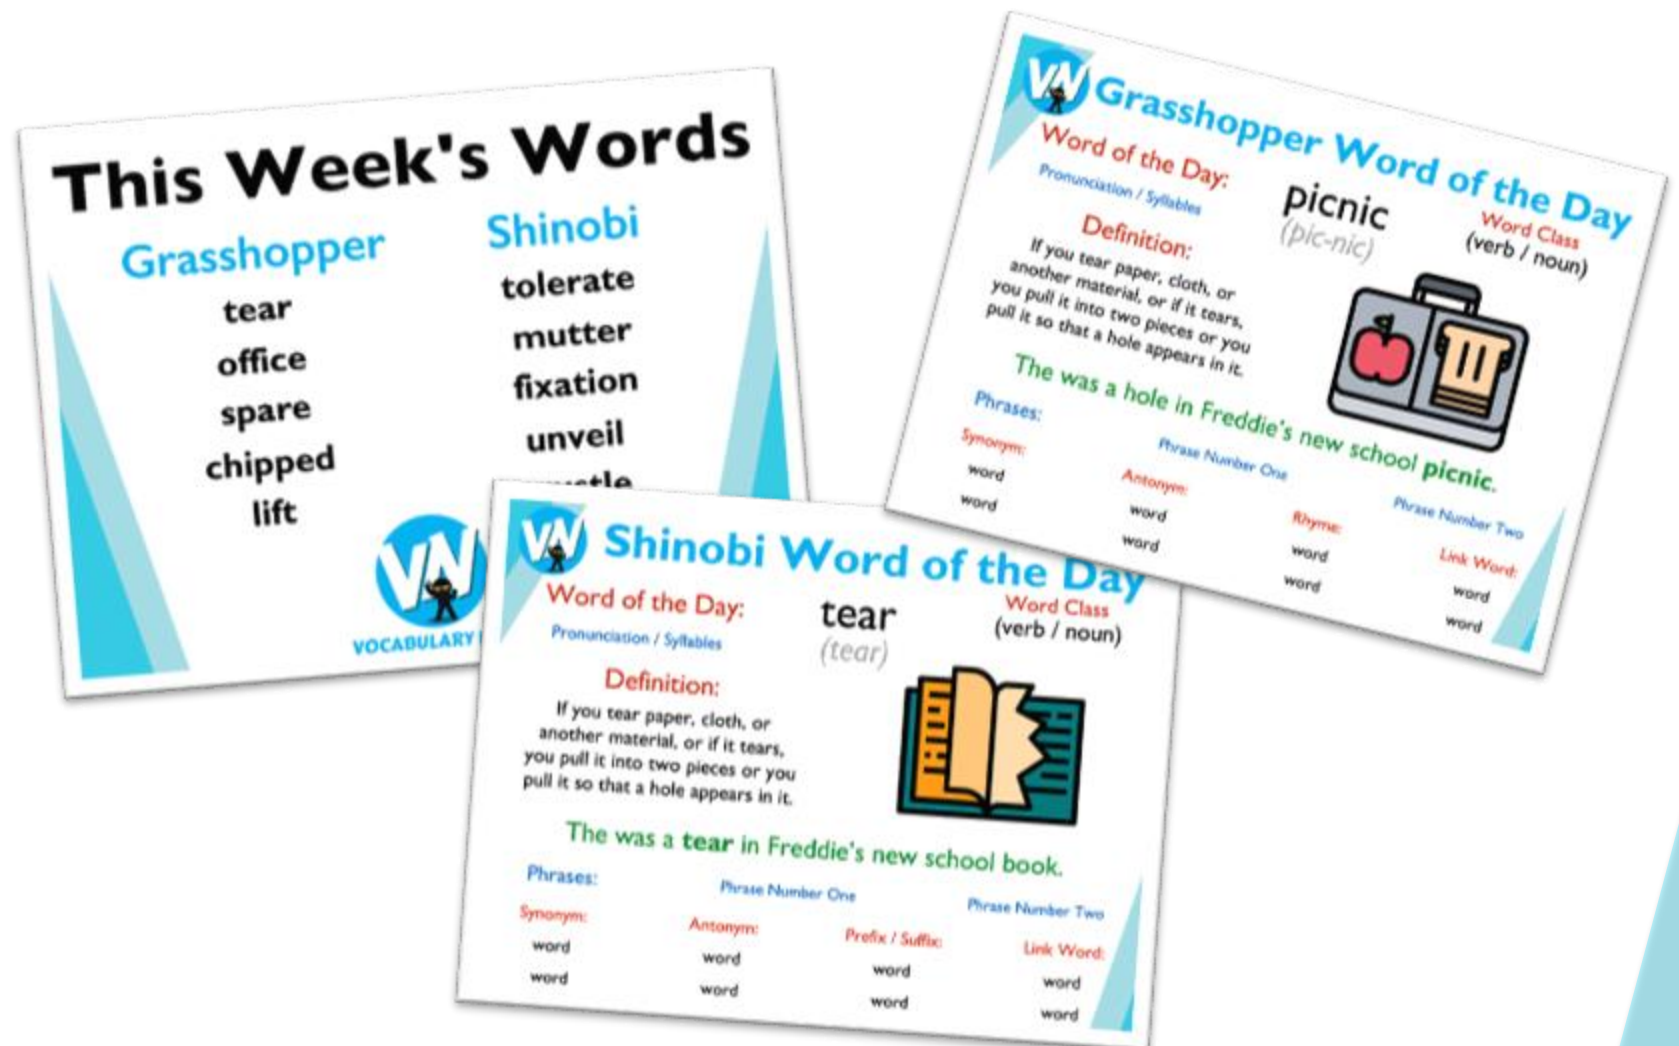 This Week's Words
Grasshopper
tear
office
spare
chipped
lift
Shinobi
tolerate
mutter
fixation
unveil
VN
VOCABULARY
VN
Grasshopper Word of the Day
Word of the Day:
Pronunciation / Syllables
picnic
(pic-nic)
Word Class
(verb / noun)
Definition:
If you tear paper, cloth, or
another material, or if it tears,
you pull it into two pieces or you
pull it so that a hole appears in it.
The was a hole in Freddie's new school picnic.
Phrases:
Phrase Number One
Phrase Number Two
Synonym:
word
word
Antonym:
word
word
Rhyme:
word
word
Link Word:
word
word
VN
Shinobi Word of the Day
Word of the Day:
Pronunciation / Syllables
tear
(tear)
Word Class
(verb / noun)
Definition:
If you tear paper, cloth, or
another material, or if it tears,
you pull it into two pieces or you
pull it so that a hole appears in it.
The was a tear in Freddie's new school book.
Phrases:
Phrase Number One
Phrase Number Two
Synonym:
word
word
Antonym:
word
word
Prefix / Suffix:
word
word
Link Word:
word
word